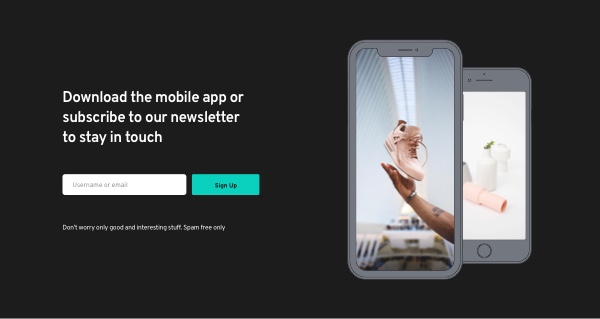 Download the mobile app or
subscribe to our newsletter
to stay in touch
Username or email
Sign Up
Don't worry only good and interesting stuff. Spam free only